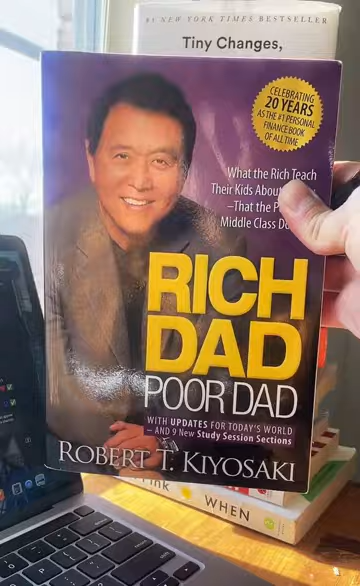 NEW YORK TIMES BESTSELLER
Tiny Changes,
CELEBRATING
20 YEARS
AS THE #1 PERSONAL
FINANCE BOOK
OF ALL TIME
What the Rich Teach
Their Kids About
–That the
Middle Class
RICH
DAD
POOR DAD
WITH UPDATES FOR TODAY'S WORLD
— AND 9 New Study Session Sections
ROBERT T. KIYOSAKI
WHEN